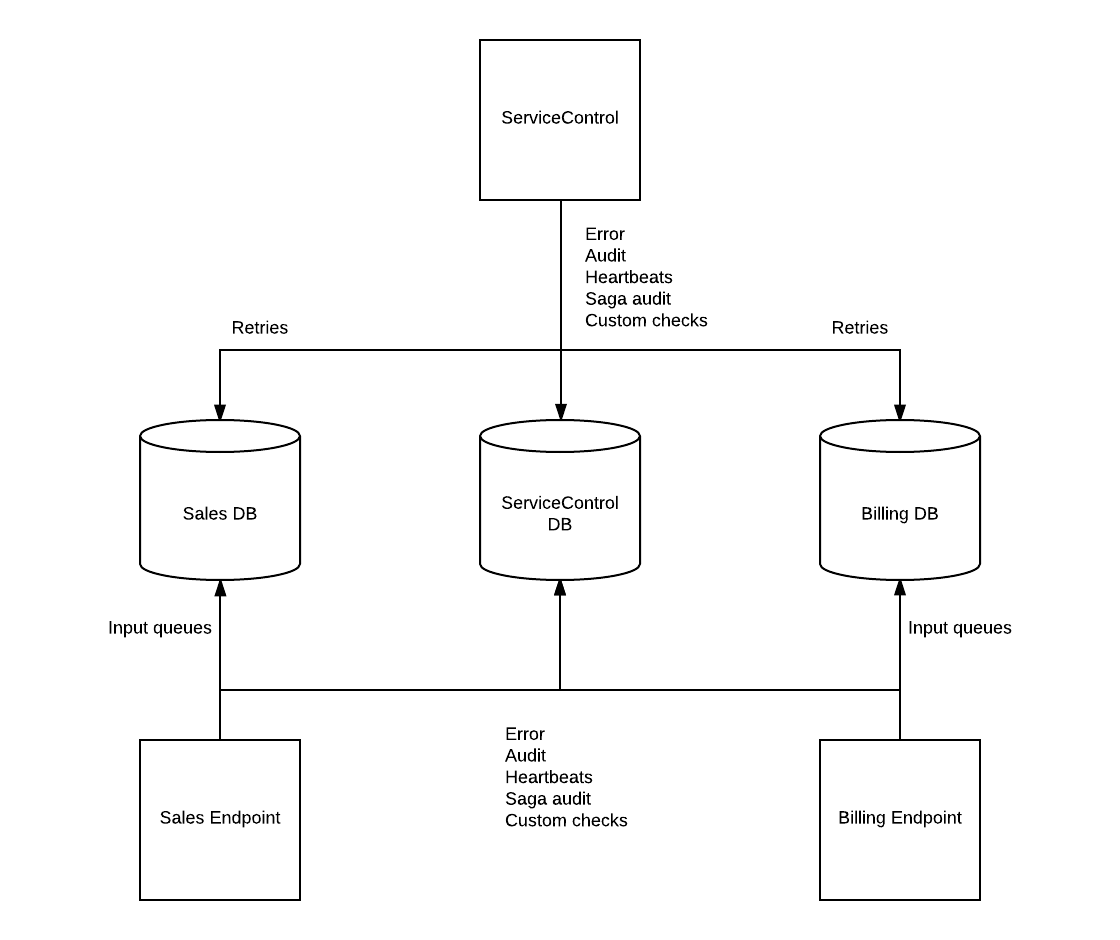 ServiceControl
Error
Audit
Heartbeats
Saga audit
Custom checks
Retries
Retries
Sales DB
ServiceControl
DB
Billing DB
Input queues
Input queues
Error
Audit
Heartbeats
Saga audit
Custom checks
Sales Endpoint
Billing Endpoint